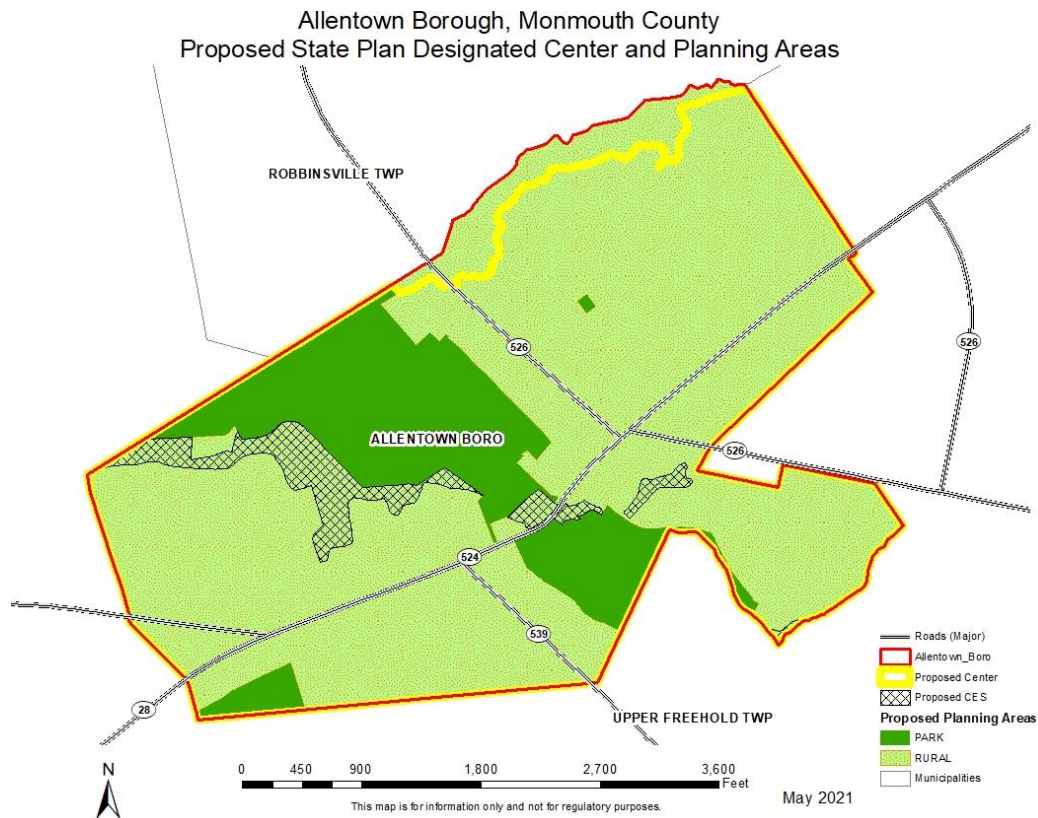 Allentown Borough, Monmouth County
Proposed State Plan Designated Center and Planning Areas
ROBBINSVILLE TWP
526
526
ALLENTOWN BORO
526
524
539
28
UPPER FREEHOLD TWP
Roads (Major)
Allentown_Boro
Proposed Center
Proposed CES
Proposed Planning Areas
PARK
RURAL
Municipalities
N
0 450 900 1,800 2,700 3,600
Feet
This map is for information only and not for regulatory purposes.
May 2021